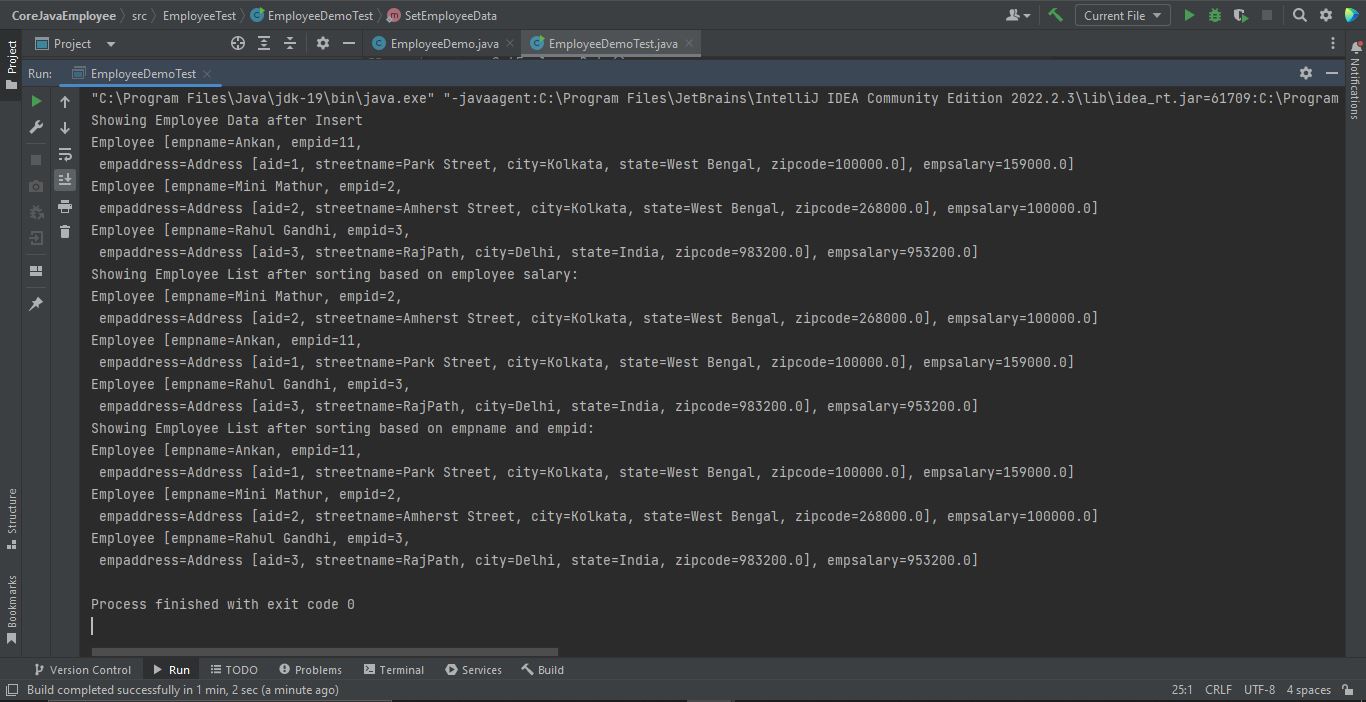 CoreJavaEmployee src EmployeeTest EmployeeDemoTest SetEmployeeData Current File
Project EmployeeDemo.java EmployeeDemoTest.java
Project
Notifications
Run: EmployeeDemoTest
"C:\Program Files\Java\jdk-19\bin\java.exe" "-javaagent:C:\Program Files\JetBrains\IntelliJ IDEA Community Edition 2022.2.3\lib\idea_rt.jar=61709:C:\Program
Showing Employee Data after Insert
Employee [empname=Ankan, empid=11,
empaddress=Address [aid=1, streetname=Park Street, city=Kolkata, state=West Bengal, zipcode=100000.0], empsalary=159000.0]
Employee [empname=Mini Mathur, empid=2,
empaddress=Address [aid=2, streetname=Amherst Street, city=Kolkata, state=West Bengal, zipcode=268000.0], empsalary=100000.0]
Employee [empname=Rahul Gandhi, empid=3,
empaddress=Address [aid=3, streetname=RajPath, city=Delhi, state=India, zipcode=983200.0], empsalary=953200.0]
Showing Employee List after sorting based on employee salary:
Employee [empname=Mini Mathur, empid=2,
empaddress=Address [aid=2, streetname=Amherst Street, city=Kolkata, state=West Bengal, zipcode=268000.0], empsalary=100000.0]
Employee [empname=Ankan, empid=11,
empaddress=Address [aid=1, streetname=Park Street, city=Kolkata, state=West Bengal, zipcode=100000.0], empsalary=159000.0]
Employee [empname=Rahul Gandhi, empid=3,
empaddress=Address [aid=3, streetname=RajPath, city=Delhi, state=India, zipcode=983200.0], empsalary=953200.0]
Showing Employee List after sorting based on empname and empid:
Employee [empname=Ankan, empid=11,
empaddress=Address [aid=1, streetname=Park Street, city=Kolkata, state=West Bengal, zipcode=100000.0], empsalary=159000.0]
Employee [empname=Mini Mathur, empid=2,
empaddress=Address [aid=2, streetname=Amherst Street, city=Kolkata, state=West Bengal, zipcode=268000.0], empsalary=100000.0]
Employee [empname=Rahul Gandhi, empid=3,
empaddress=Address [aid=3, streetname=RajPath, city=Delhi, state=India, zipcode=983200.0], empsalary=953200.0]
Process finished with exit code 0
Structure
Bookmarks
Version Control Run TODO Problems Terminal Services Build
Build completed successfully in 1 min, 2 sec (a minute ago) 25:1 CRLF UTF-8 4 spaces